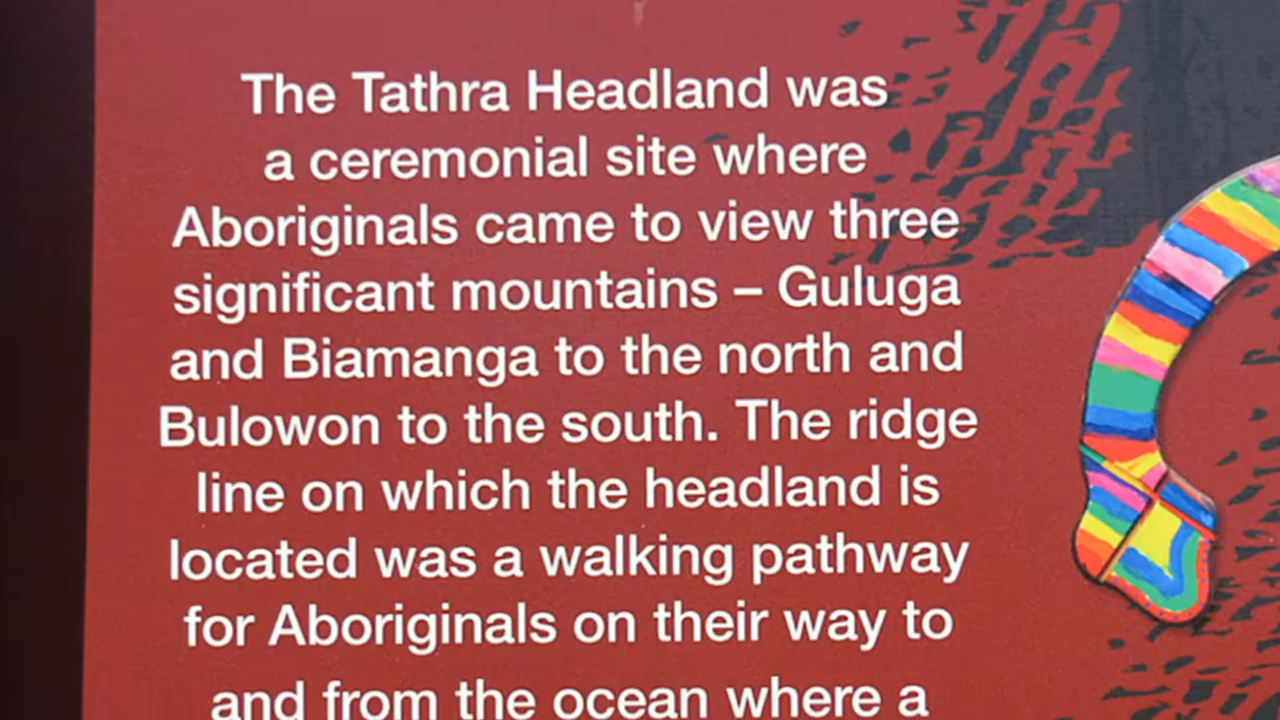 The Tathra Headland was
a ceremonial site where
Aboriginals came to view three
significant mountains – Guluga
and Biamanga to the north and
Bulowon to the south. The ridge
line on which the headland is
located was a walking pathway
for Aboriginals on their way to
and from the ocean where a